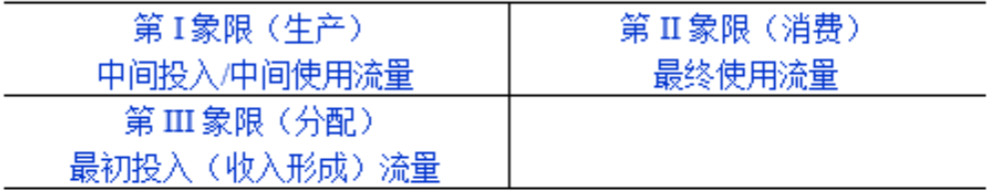 第 I 象限（生产）
中间投入/中间使用流量
第 II 象限（消费）
最终使用流量
第 III 象限（分配）
最初投入（收入形成）流量